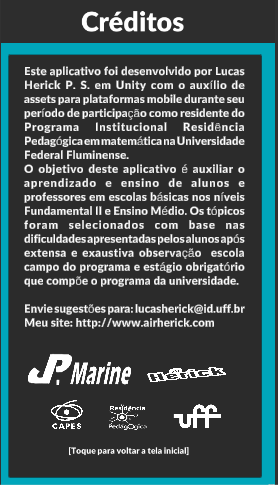 Créditos
Este aplicativo foi desenvolvido por Lucas
Herick P. S. em Unity com o auxílio de
assets para plataformas mobile durante seu
período de participação como residente do
Programa Institucional Residência
Pedagógica em matemática na Universidade
Federal Fluminense.
O objetivo deste aplicativo é auxiliar o
aprendizado e ensino de alunos e
professores em escolas básicas nos níveis
Fundamental II e Ensino Médio. Os tópicos
foram selecionados com base nas
dificuldades apresentadas pelos alunos após
extensa e exaustiva observação escola
campo do programa e estágio obrigatório
que compõe o programa da universidade.
Envie sugestões para: lucasherick@id.uff.br
Meu site: http://www.airherick.com
JP. Marine
Herick
CAPES
Residência
Pedagógica
uff
[Toque para voltar a tela inicial]